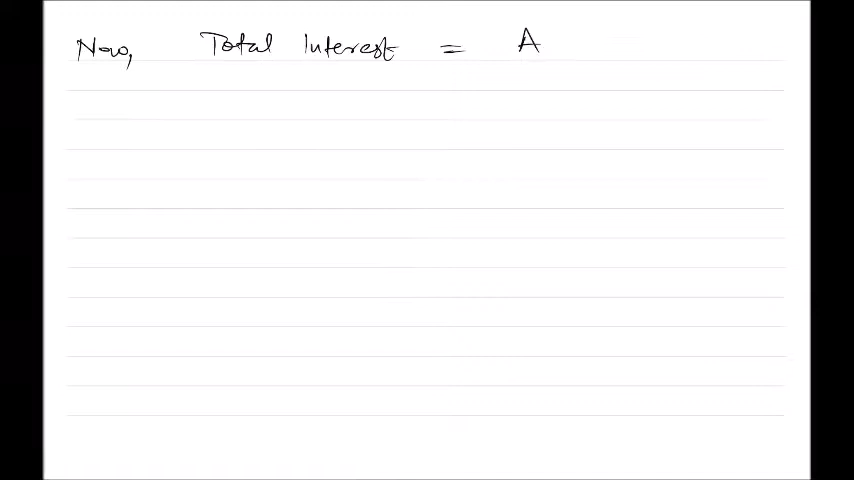 Now, Total Interest = A